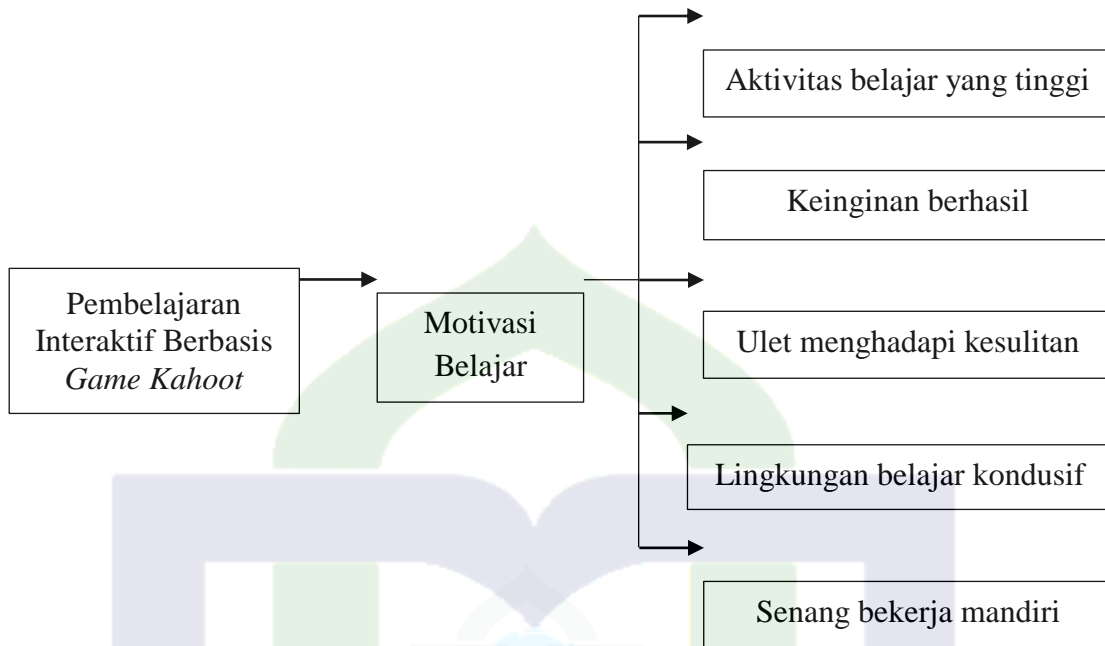 Aktivitas belajar yang tinggi
Keinginan berhasil
Pembelajaran
Interaktif Berbasis
Game Kahoot
Motivasi
Belajar
Ulet menghadapi kesulitan
Lingkungan belajar kondusif
Senang bekerja mandiri